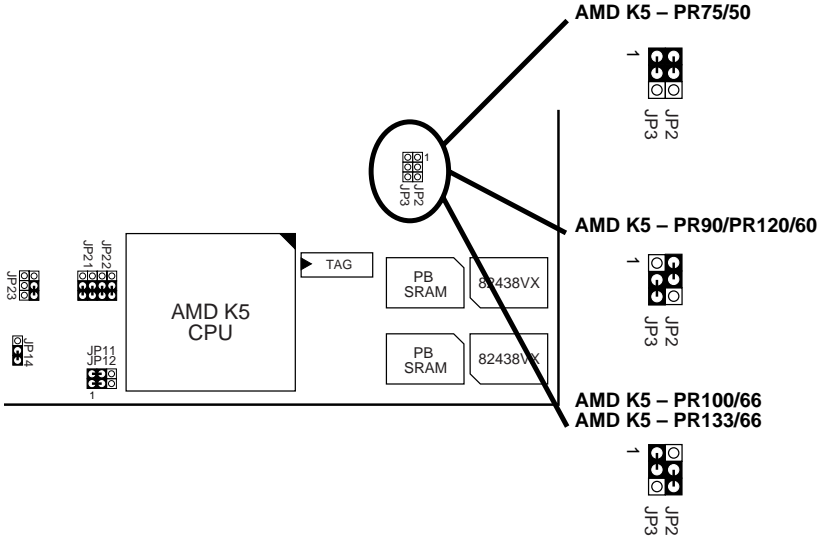 AMD K5 – PR75/50
1
JP3
JP2
1
JP3
JP2
AMD K5 – PR90/PR120/60
1
JP3
JP2
JP23
JP21
JP22
TAG
PB
SRAM
82438VX
AMD K5
CPU
JP14
JP11
JP12
1
PB
SRAM
82438VX
AMD K5 – PR100/66
AMD K5 – PR133/66
1
JP3
JP2